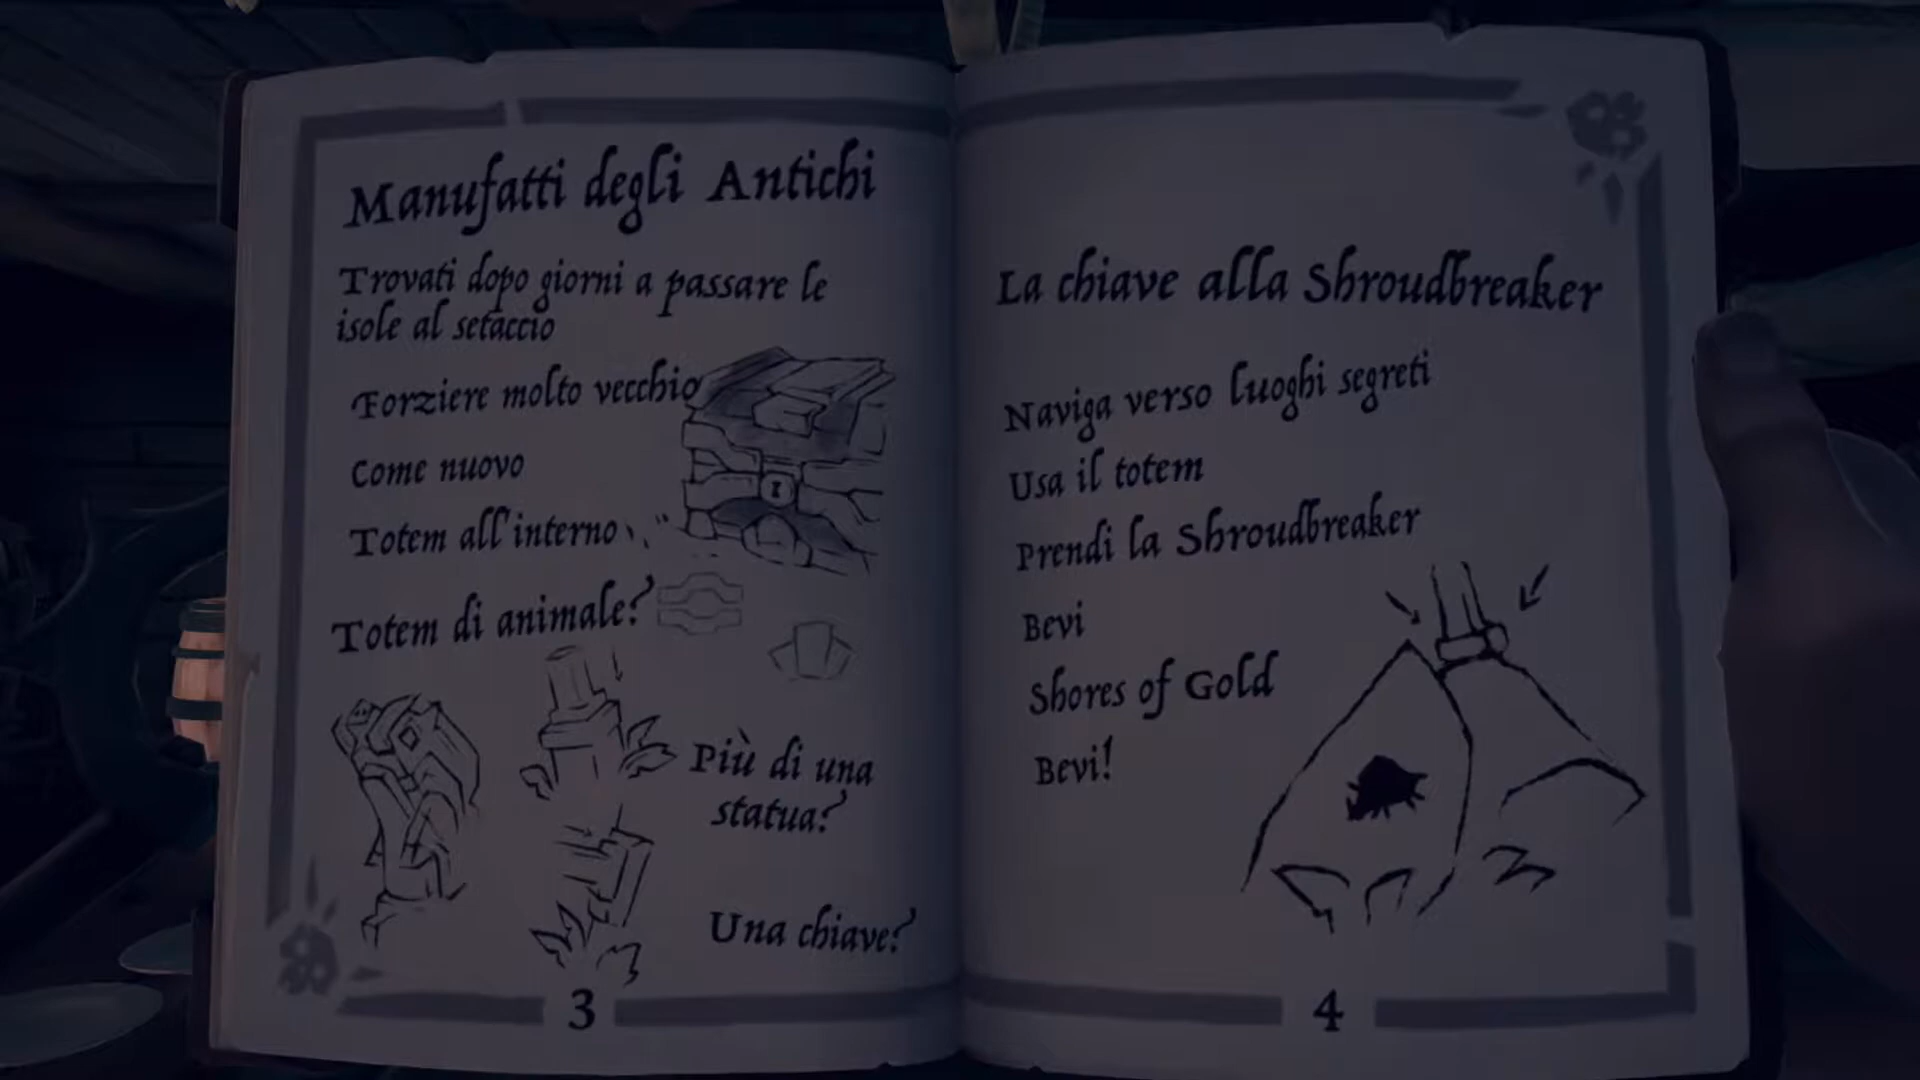 Manufatti degli Antichi
Trovati dopo giorni a passare le
isole al setaccio
Forziere molto vecchio
Come nuovo
Totem all'interno
Totem di animale?
Più di una
statua?
Una chiave?
3
La chiave alla Shroudbreaker
Naviga verso luoghi segreti
Usa il totem
Prendi la Shroudbreaker
Bevi
Shores of Gold
Bevi!
4